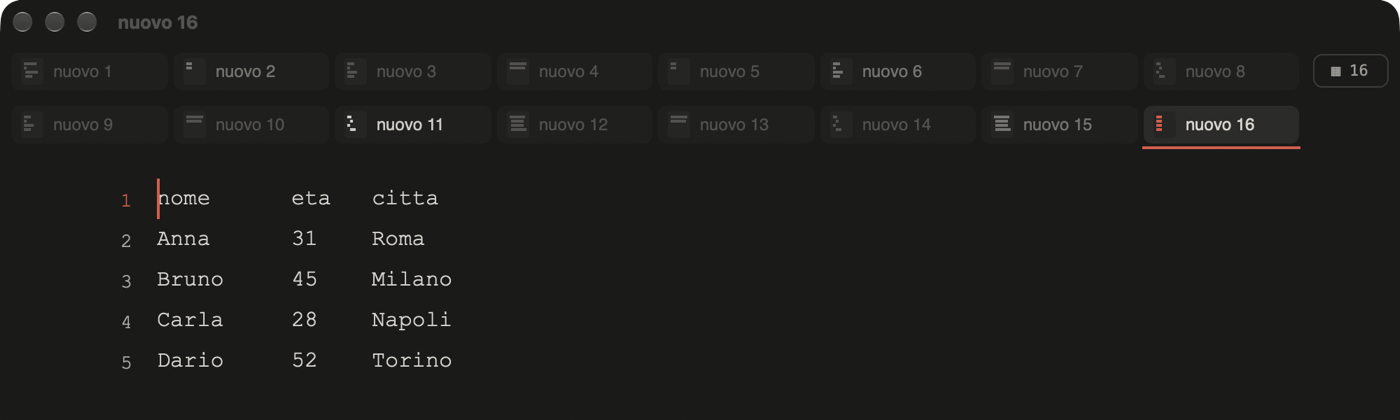 nuovo 16
nuovo 1 nuovo 2 nuovo 3 nuovo 4 nuovo 5 nuovo 6 nuovo 7 nuovo 8 16
nuovo 9 nuovo 10 nuovo 11 nuovo 12 nuovo 13 nuovo 14 nuovo 15 nuovo 16
1 nome eta citta
2 Anna 31 Roma
3 Bruno 45 Milano
4 Carla 28 Napoli
5 Dario 52 Torino